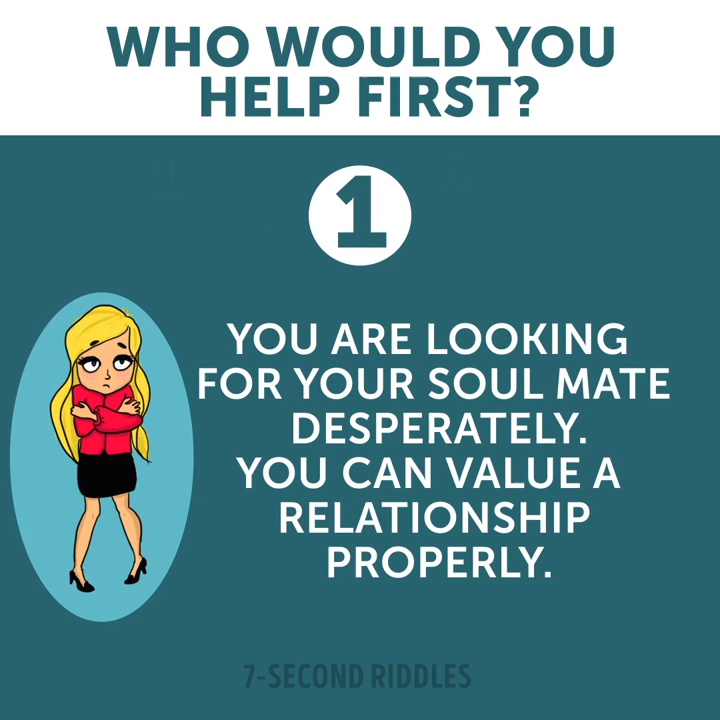 WHO WOULD YOU
HELP FIRST?
1
YOU ARE LOOKING
FOR YOUR SOUL MATE
DESPERATELY.
YOU CAN VALUE A
RELATIONSHIP
PROPERLY.
7-SECOND RIDDLES